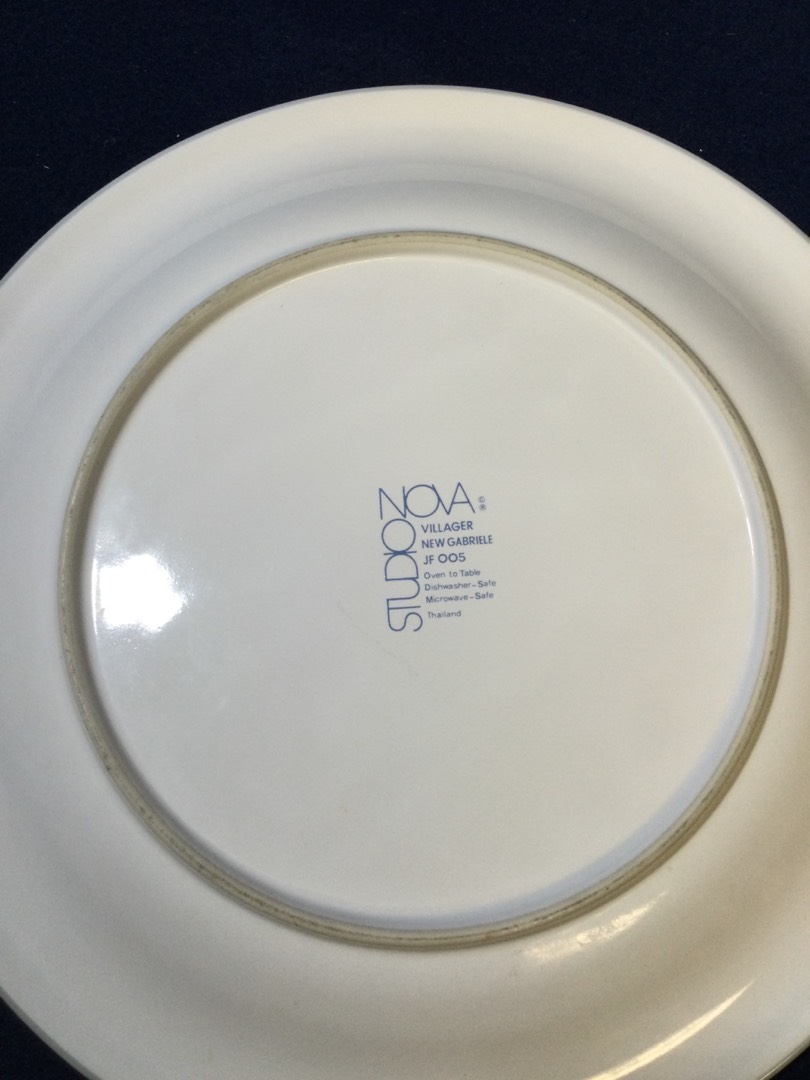 STUDIO
NOVA ©®
VILLAGER
NEW GABRIELE
JF 005
Oven to Table
Dishwasher-Safe
Microwave-Safe
Thailand